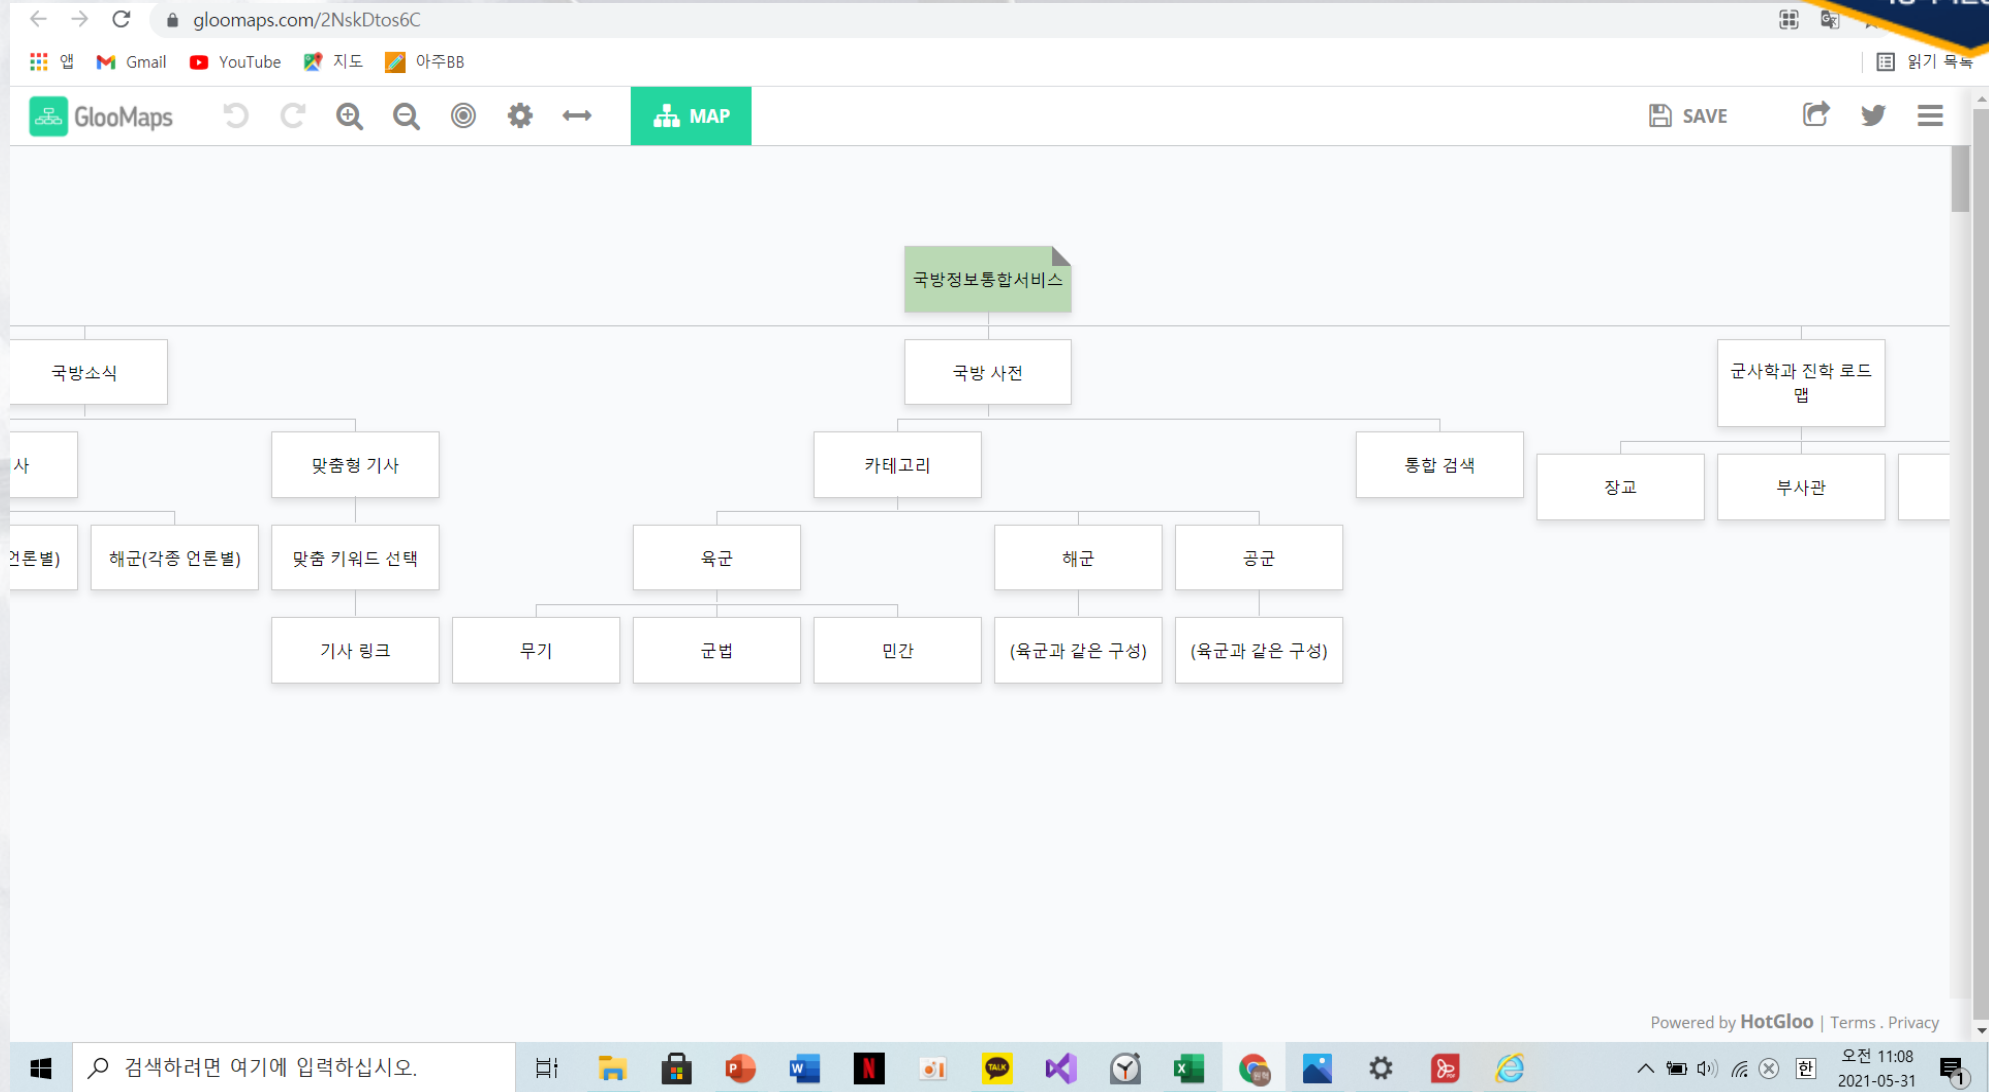 gloomaps.com/2NskDtos6C
앱 Gmail YouTube 지도 아주BB 읽기 목록
GlooMaps MAP SAVE
국방정보통합서비스
국방소식 국방 사전 군사학과 진학 로드
맵
사 맞춤형 기사 카테고리 통합 검색
장교 부사관
언론별) 해군(각종 언론별) 맞춤 키워드 선택 육군 해군 공군
기사 링크 무기 군법 민간 (육군과 같은 구성) (육군과 같은 구성)
Powered by HotGloo | Terms . Privacy
검색하려면 여기에 입력하십시오. TALK 한 오전 11:08
2021-05-31 1